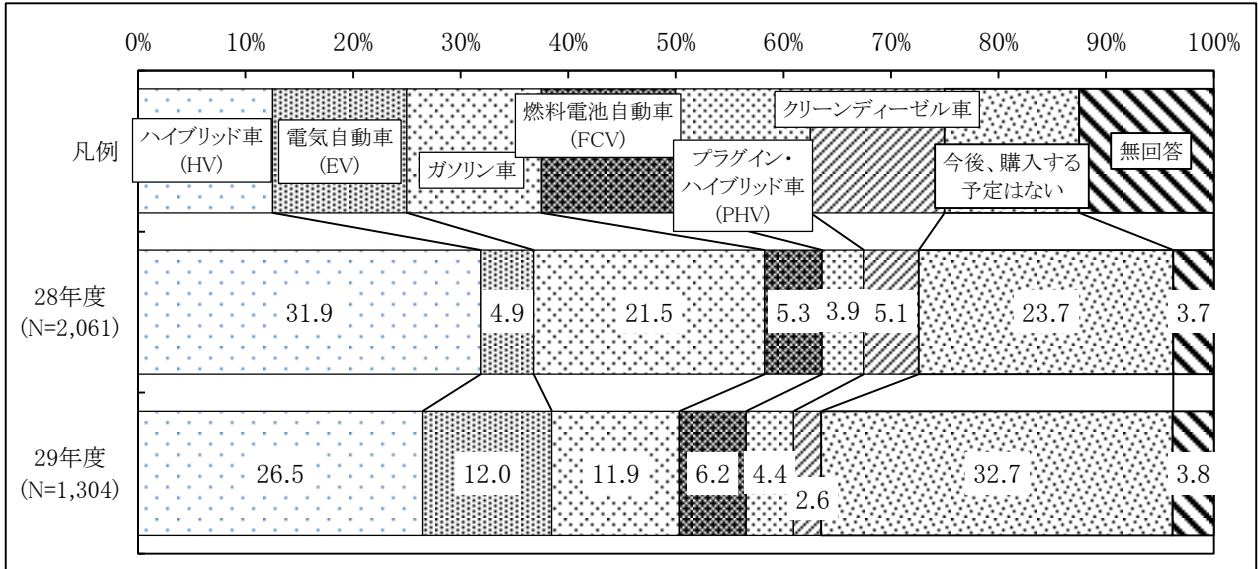 0% 10% 20% 30% 40% 50% 60% 70% 80% 90% 100%
凡例
ハイブリッド車
(HV)
電気自動車
(EV)
ガソリン車
燃料電池自動車
(FCV)
プラグイン・
ハイブリッド車
(PHV)
クリーンディーゼル車
今後、購入する
予定はない
無回答
28年度
(N=2,061)
31.9 4.9 21.5 5.3 3.9 5.1 23.7 3.7
29年度
(N=1,304)
26.5 12.0 11.9 6.2 4.4 2.6 32.7 3.8